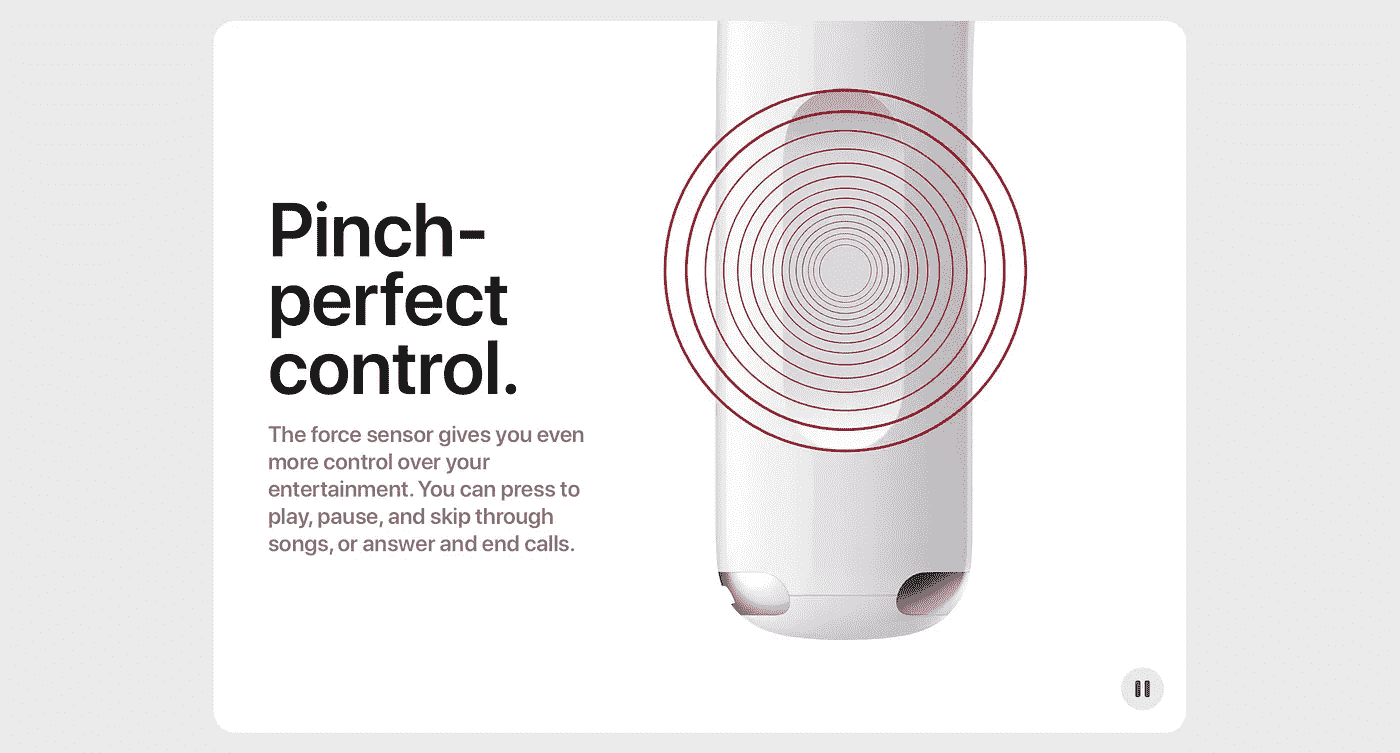 Pinch-
perfect
control.
The force sensor gives you even
more control over your
entertainment. You can press to
play, pause, and skip through
songs, or answer and end calls.